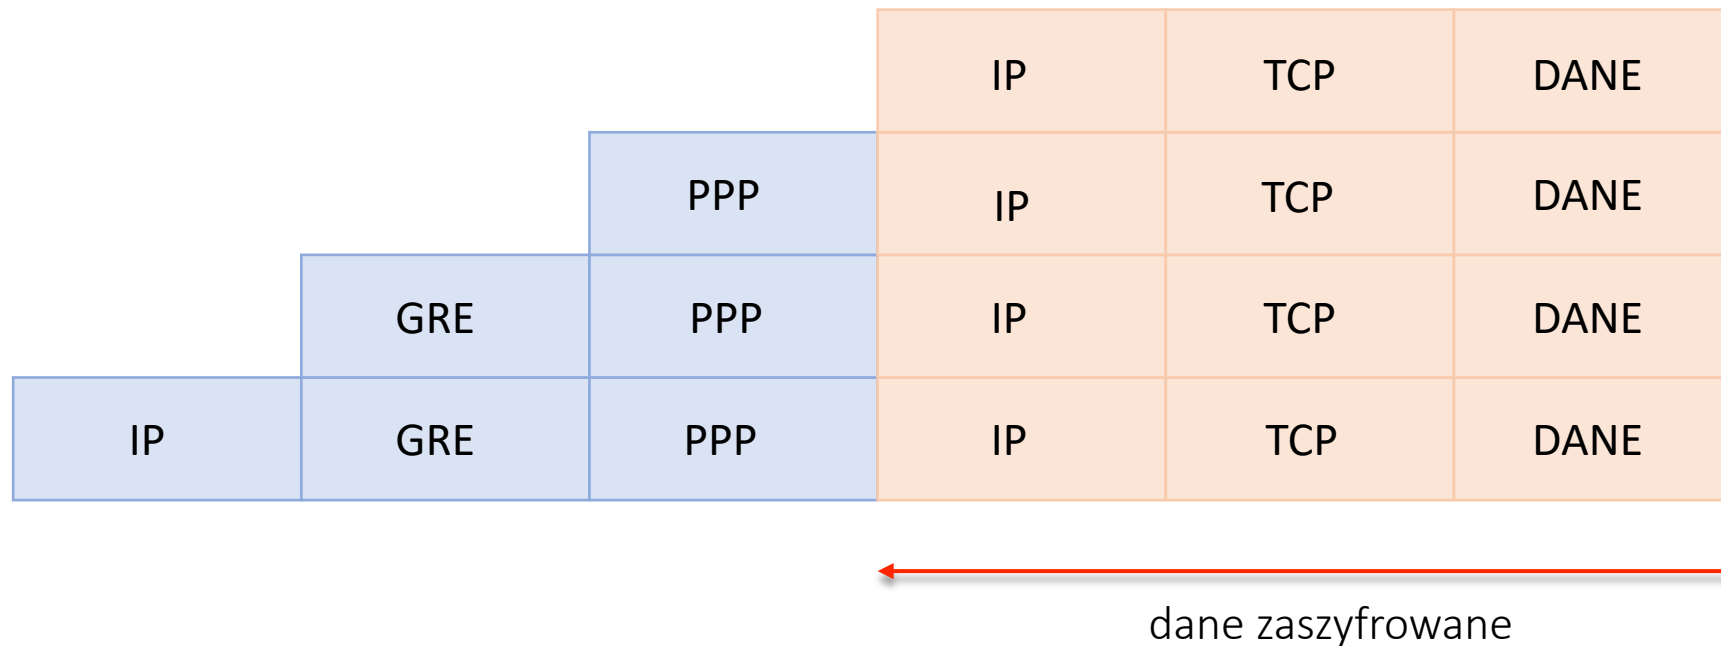 IP TCP DANE
PPP IP TCP DANE
GRE PPP IP TCP DANE
IP GRE PPP IP TCP DANE
dane zaszyfrowane